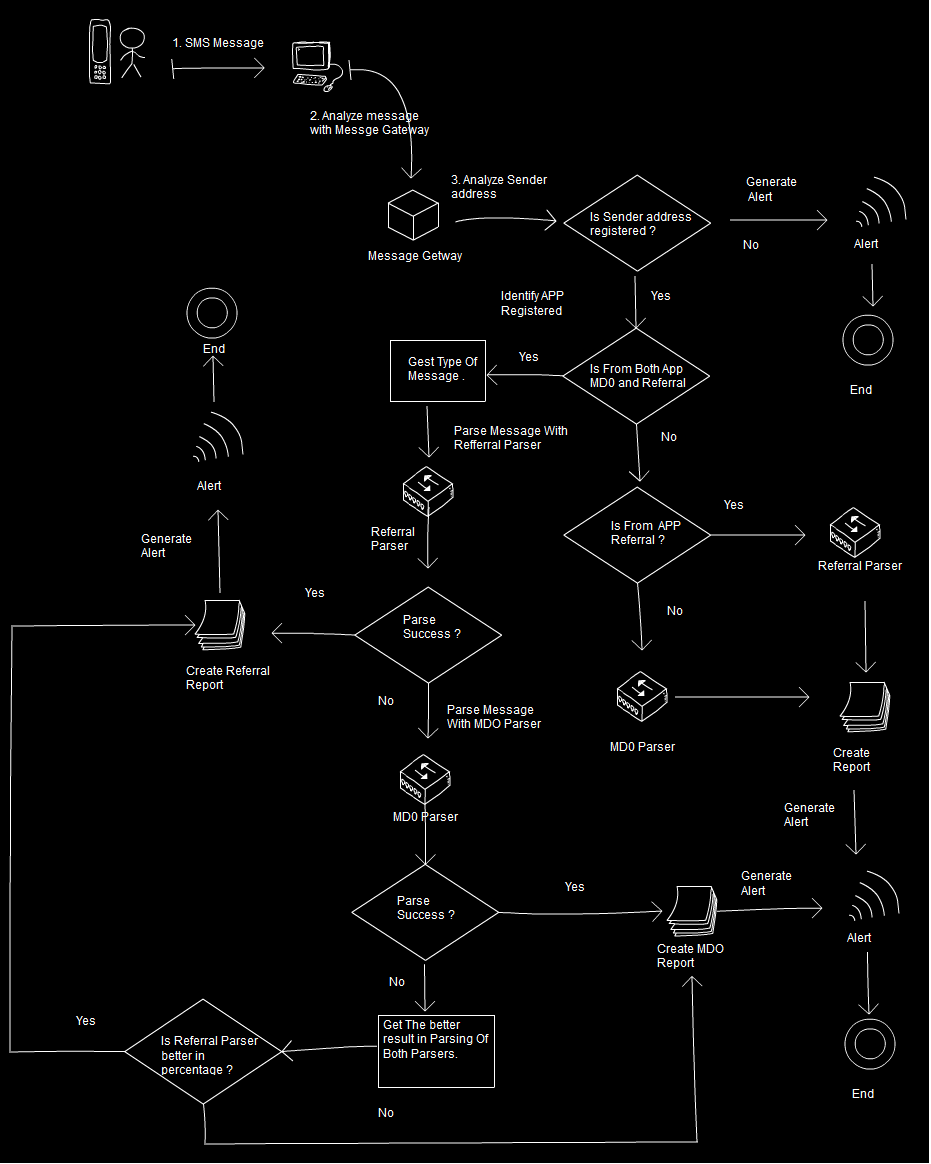 1. SMS Message
2. Analyze message
with Messge Gateway
3. Analyze Sender
address
Message Getway
Is Sender address
registered ?
Generate
Alert
No
Alert
End
Identify APP
Registered
Yes
Is From Both App
MD0 and Referral
Yes
Gest Type Of
Message .
No
Parse Message With
Refferral Parser
Referral
Parser
Is From APP
Referral ?
Yes
Referral Parser
No
MD0 Parser
Create
Report
Generate
Alert
Parse
Success ?
Yes
Create Referral
Report
Generate
Alert
Alert
End
No
Parse Message
With MDO Parser
MD0 Parser
Parse
Success ?
Yes
Create MDO
Report
Generate
Alert
Alert
End
No
Get The better
result in Parsing Of
Both Parsers.
Is Referral Parser
better in
percentage ?
Yes
No